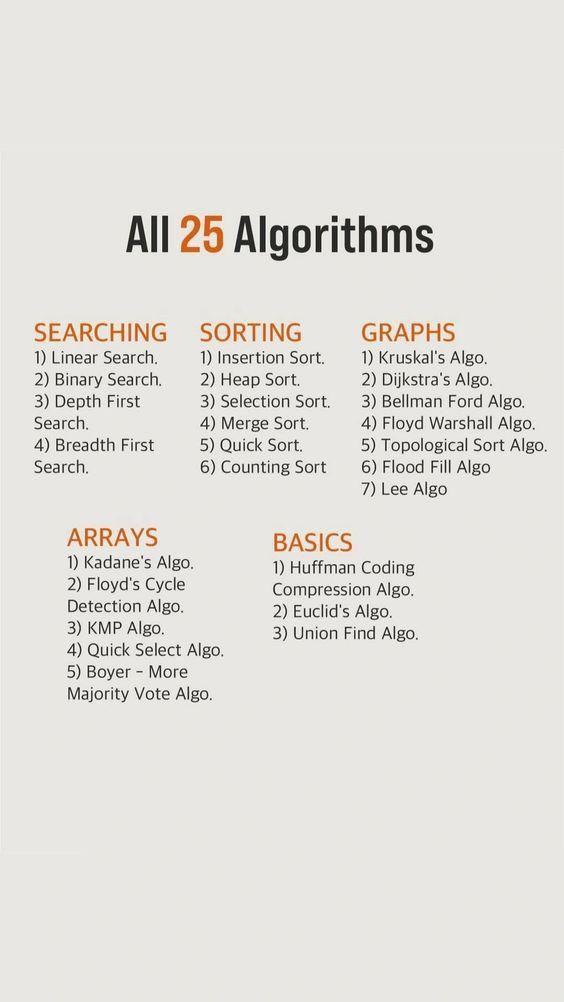 All 25 Algorithms
SEARCHING
1) Linear Search.
2) Binary Search.
3) Depth First
Search.
4) Breadth First
Search.
SORTING
1) Insertion Sort.
2) Heap Sort.
3) Selection Sort.
4) Merge Sort.
5) Quick Sort.
6) Counting Sort
GRAPHS
1) Kruskal's Algo.
2) Dijkstra's Algo.
3) Bellman Ford Algo.
4) Floyd Warshall Algo.
5) Topological Sort Algo.
6) Flood Fill Algo
7) Lee Algo
ARRAYS
1) Kadane's Algo.
2) Floyd's Cycle
Detection Algo.
3) KMP Algo.
4) Quick Select Algo.
5) Boyer - More
Majority Vote Algo.
BASICS
1) Huffman Coding
Compression Algo.
2) Euclid's Algo.
3) Union Find Algo.